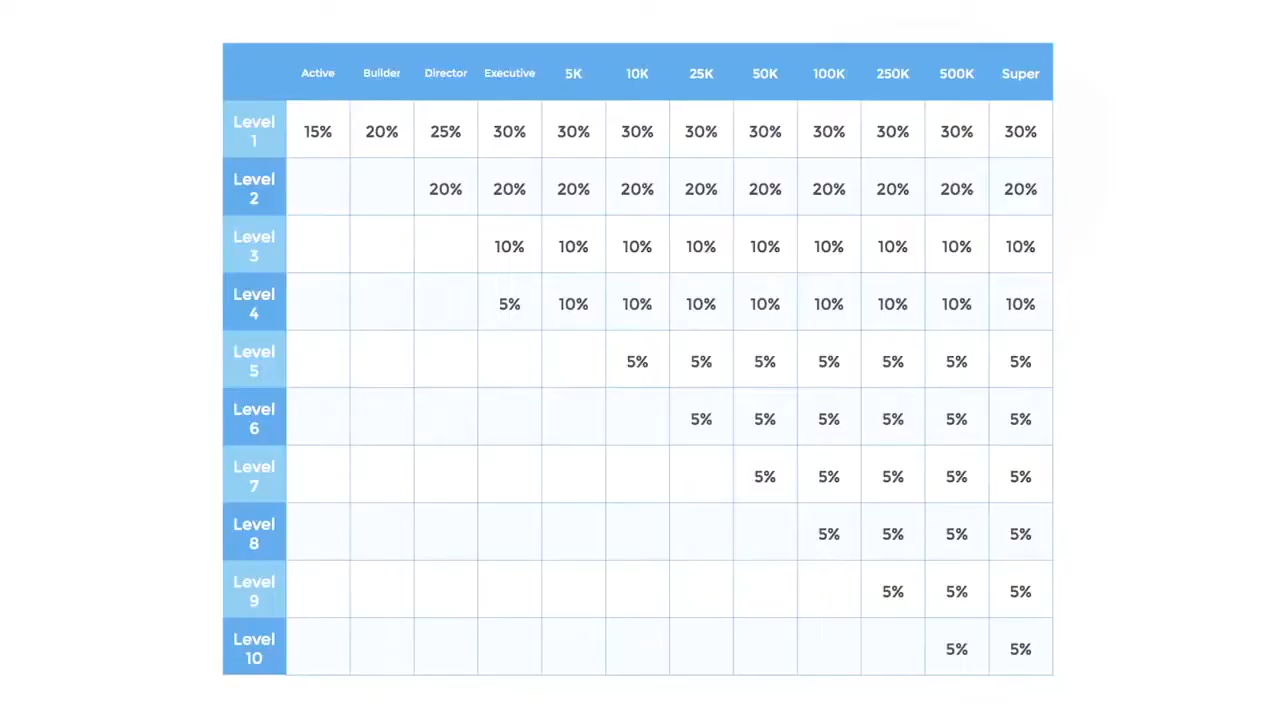 Active Builder Director Executive 5K 10K 25K 50K 100K 250K 500K Super
Level 1 15% 20% 25% 30% 30% 30% 30% 30% 30% 30% 30% 30%
Level 2 20% 20% 20% 20% 20% 20% 20% 20% 20% 20%
Level 3 10% 10% 10% 10% 10% 10% 10% 10% 10%
Level 4 5% 10% 10% 10% 10% 10% 10% 10% 10%
Level 5 5% 5% 5% 5% 5% 5% 5%
Level 6 5% 5% 5% 5% 5% 5%
Level 7 5% 5% 5% 5% 5%
Level 8 5% 5% 5% 5%
Level 9 5% 5% 5%
Level 10 5% 5%